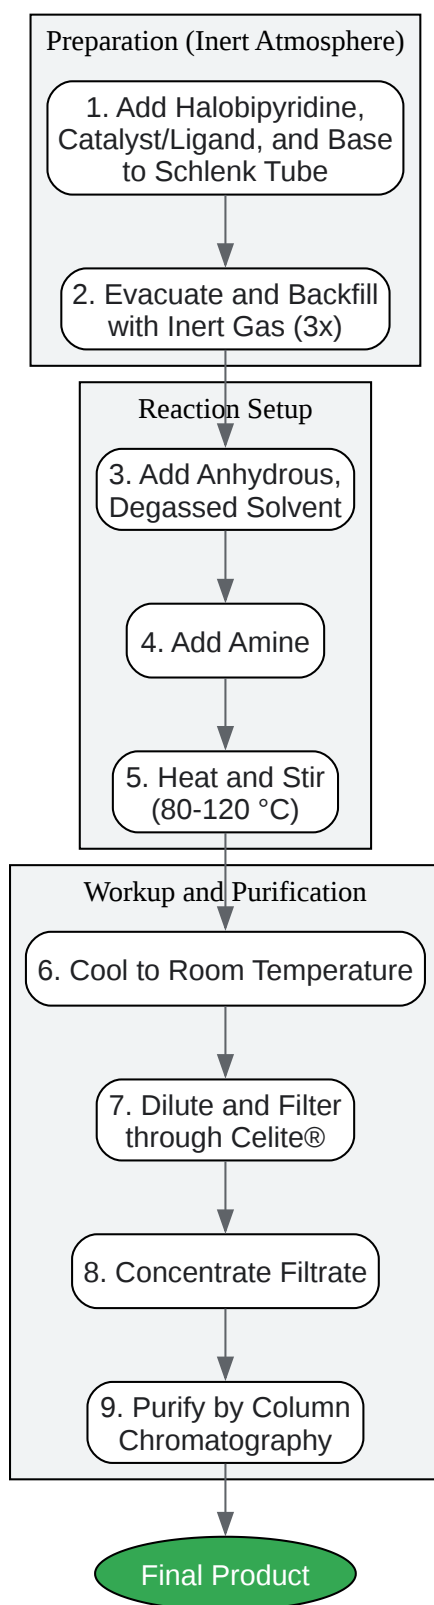 Preparation (Inert Atmosphere)
1. Add Halobipyridine,
Catalyst/Ligand, and Base
to Schlenk Tube
2. Evacuate and Backfill
with Inert Gas (3x)
Reaction Setup
3. Add Anhydrous,
Degassed Solvent
4. Add Amine
5. Heat and Stir
(80-120 °C)
Workup and Purification
6. Cool to Room Temperature
7. Dilute and Filter
through Celite®
8. Concentrate Filtrate
9. Purify by Column
Chromatography
Final Product